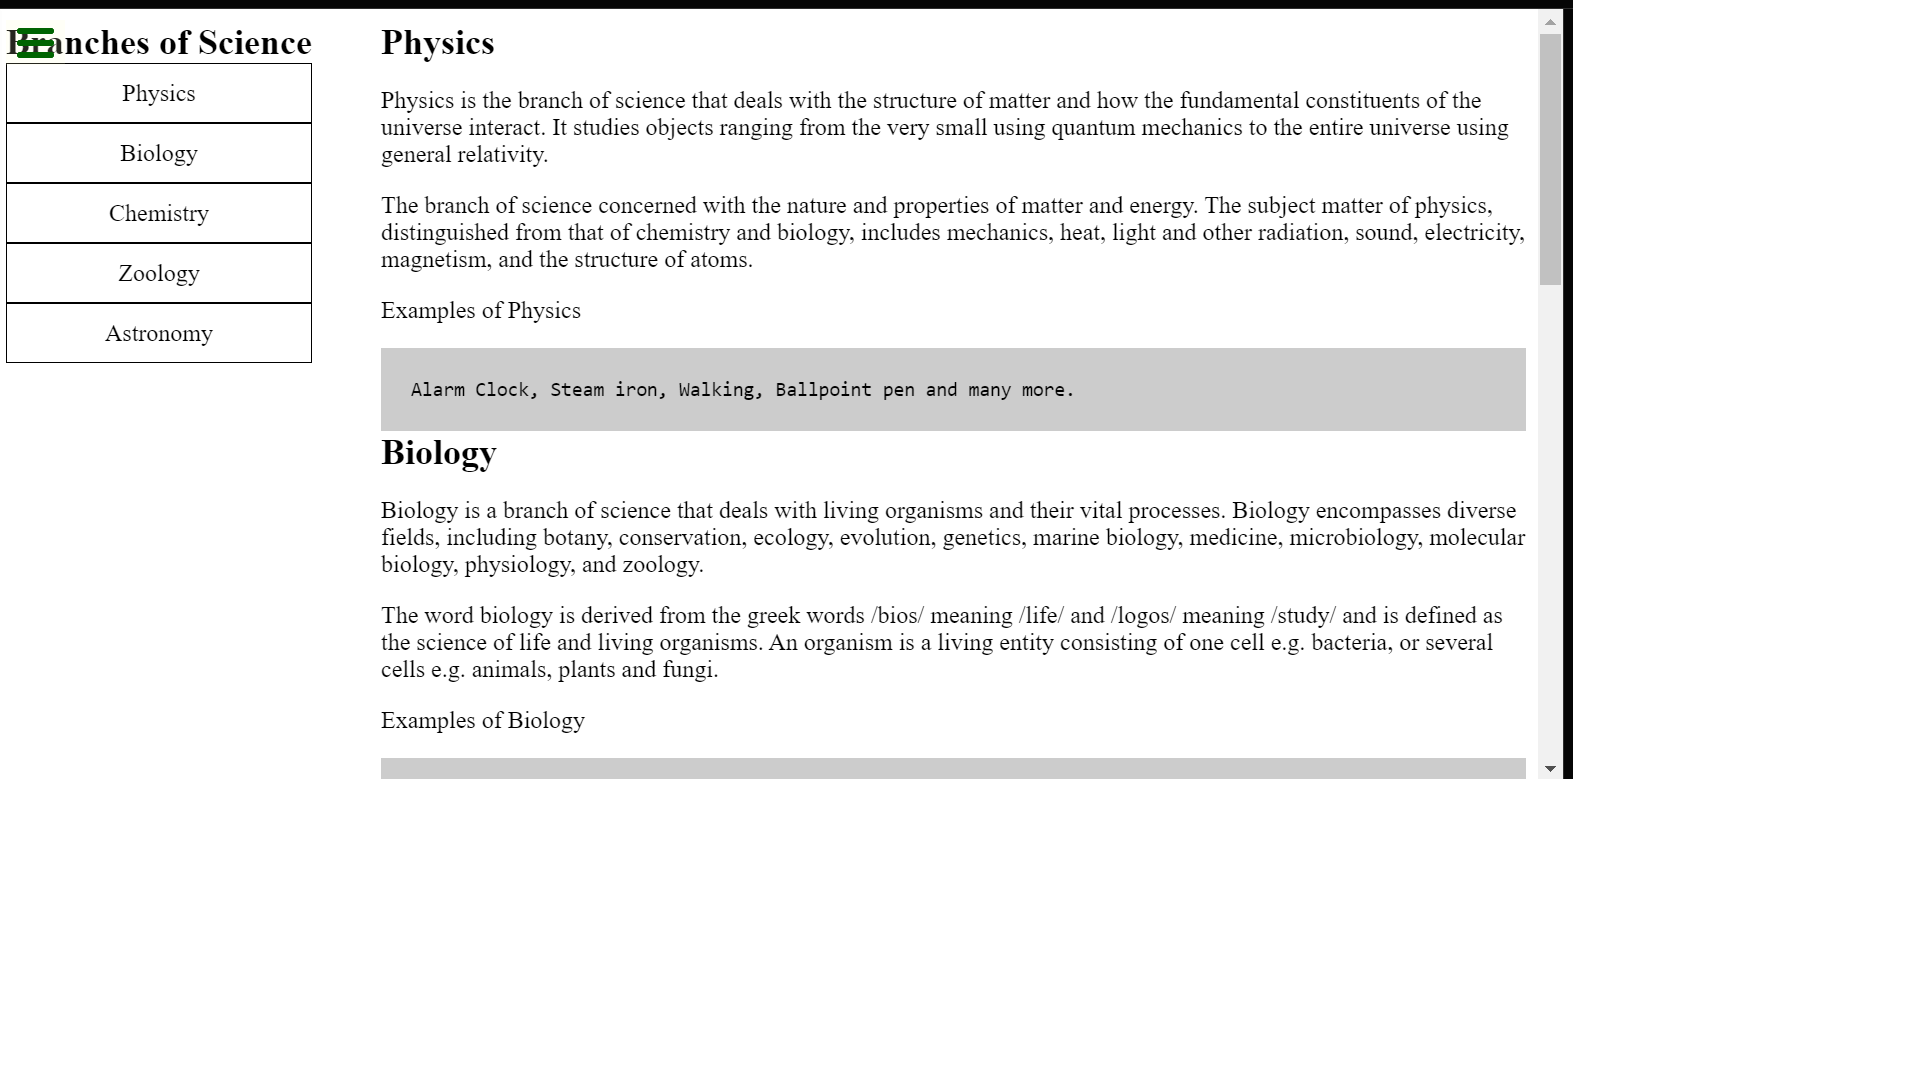 Branches of Science
Physics
Biology
Chemistry
Zoology
Astronomy
Physics
Physics is the branch of science that deals with the structure of matter and how the fundamental constituents of the
universe interact. It studies objects ranging from the very small using quantum mechanics to the entire universe using
general relativity.
The branch of science concerned with the nature and properties of matter and energy. The subject matter of physics,
distinguished from that of chemistry and biology, includes mechanics, heat, light and other radiation, sound, electricity,
magnetism, and the structure of atoms.
Examples of Physics
Alarm Clock, Steam iron, Walking, Ballpoint pen and many more.
Biology
Biology is a branch of science that deals with living organisms and their vital processes. Biology encompasses diverse
fields, including botany, conservation, ecology, evolution, genetics, marine biology, medicine, microbiology, molecular
biology, physiology, and zoology.
The word biology is derived from the greek words /bios/ meaning /life/ and /logos/ meaning /study/ and is defined as
the science of life and living organisms. An organism is a living entity consisting of one cell e.g. bacteria, or several
cells e.g. animals, plants and fungi.
Examples of Biology